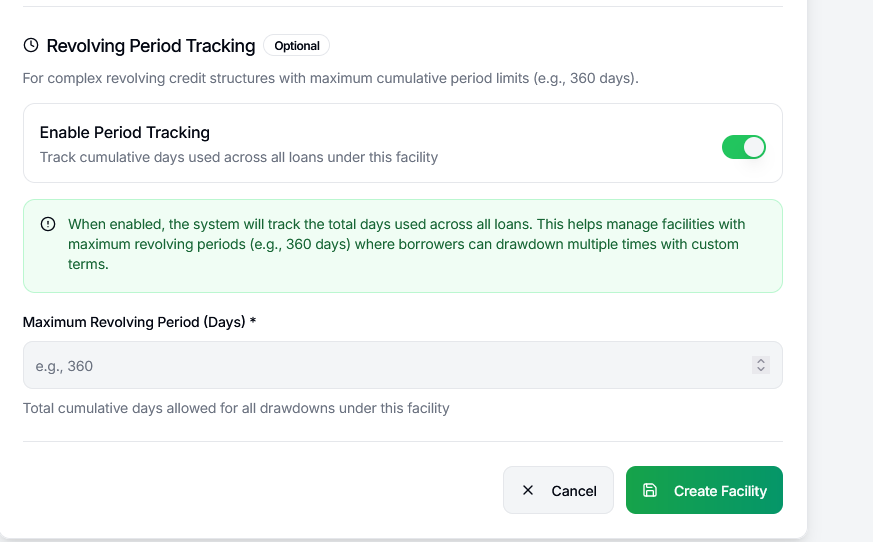 Revolving Period Tracking Optional
For complex revolving credit structures with maximum cumulative period limits (e.g., 360 days).
Enable Period Tracking
Track cumulative days used across all loans under this facility
When enabled, the system will track the total days used across all loans. This helps manage facilities with
maximum revolving periods (e.g., 360 days) where borrowers can drawdown multiple times with custom
terms.
Maximum Revolving Period (Days) *
e.g., 360
Total cumulative days allowed for all drawdowns under this facility
Cancel Create Facility